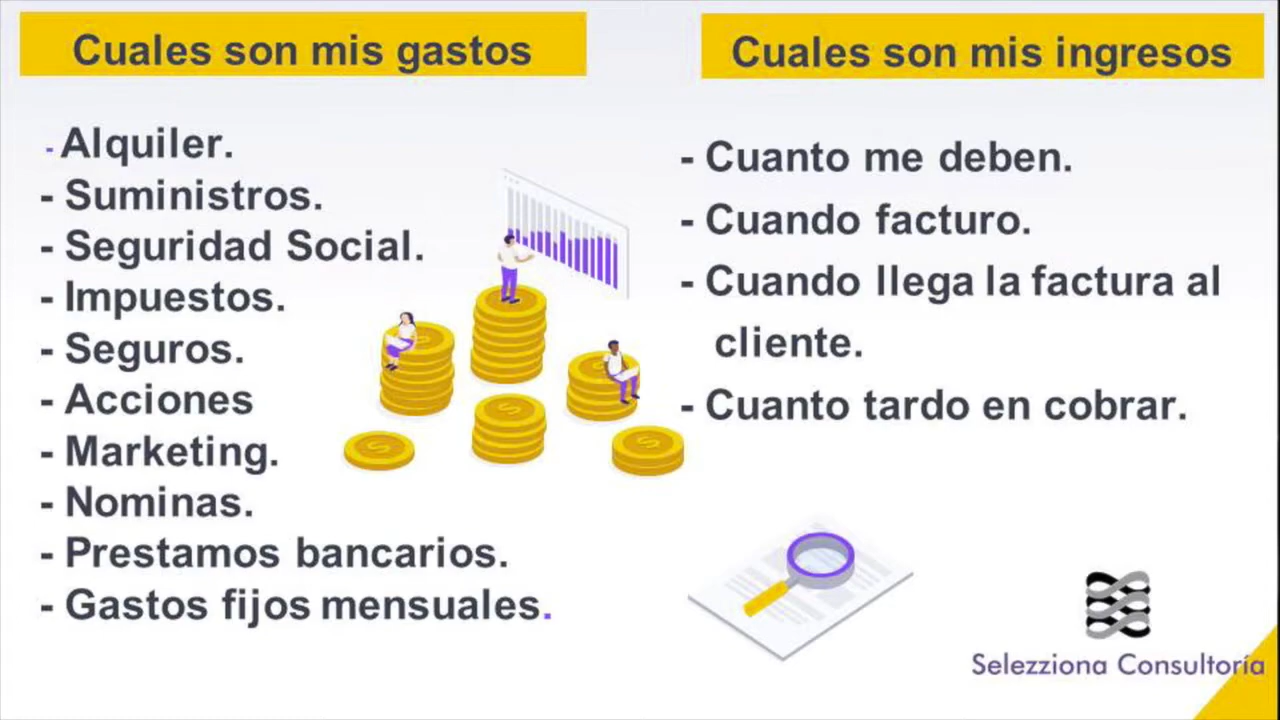 Cuales son mis gastos
- Alquiler.
- Suministros.
- Seguridad Social.
- Impuestos.
- Seguros.
- Acciones
- Marketing.
- Nominas.
- Prestamos bancarios.
- Gastos fijos mensuales.
Cuales son mis ingresos
- Cuanto me deben.
- Cuando facturo.
- Cuando llega la factura al
cliente.
- Cuanto tardo en cobrar.
Selezziona Consultoría